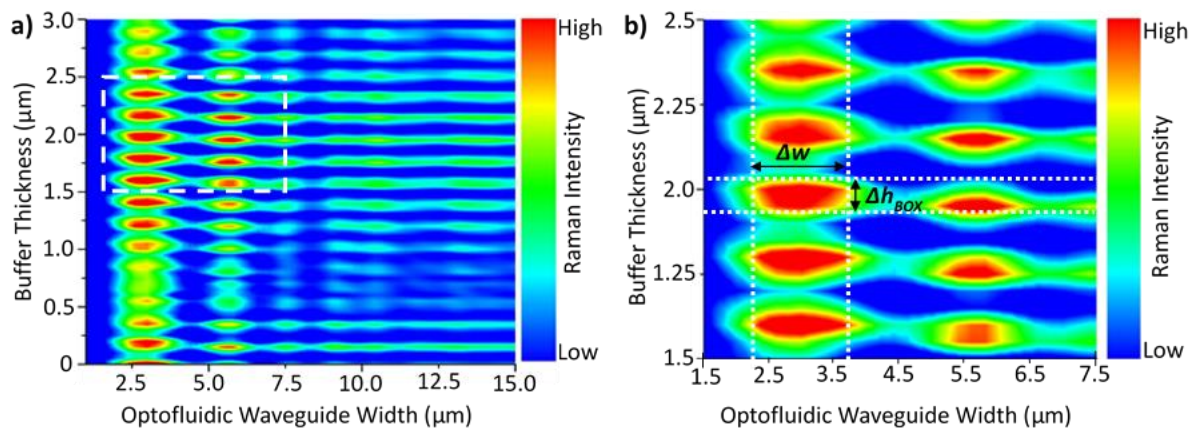 a)
3.0
2.5
2.0
1.5
1.0
0.5
0
Buffer Thickness (µm)
2.5 5.0 7.5 10.0 12.5 15.0
Optofluidic Waveguide Width (µm)
High
Raman Intensity
Low
b)
2.5
2.25
2.0
1.25
1.5
Buffer Thickness (µm)
Δw
Δh_BOX
1.5 2.5 3.5 4.5 5.5 6.5 7.5
Optofluidic Waveguide Width (µm)
High
Raman Intensity
Low